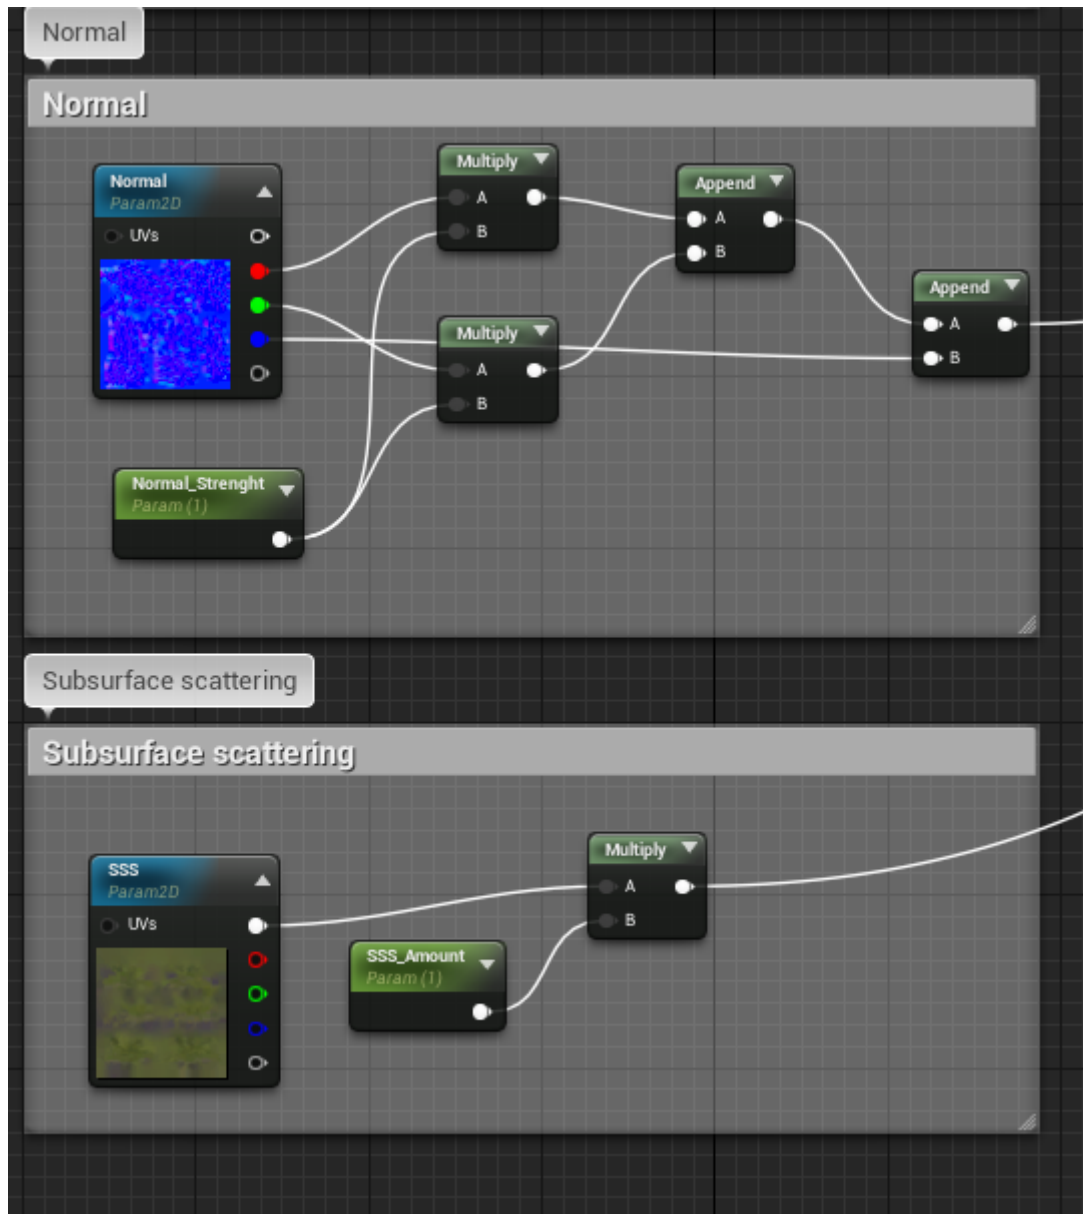 Normal
Normal
Normal
Param2D
UVs
Multiply
A
B
Append
A
B
Multiply
A
B
Append
A
B
Normal_Strenght
Param (1)
Subsurface scattering
Subsurface scattering
SSS
Param2D
UVs
Multiply
A
B
SSS_Amount
Param (1)